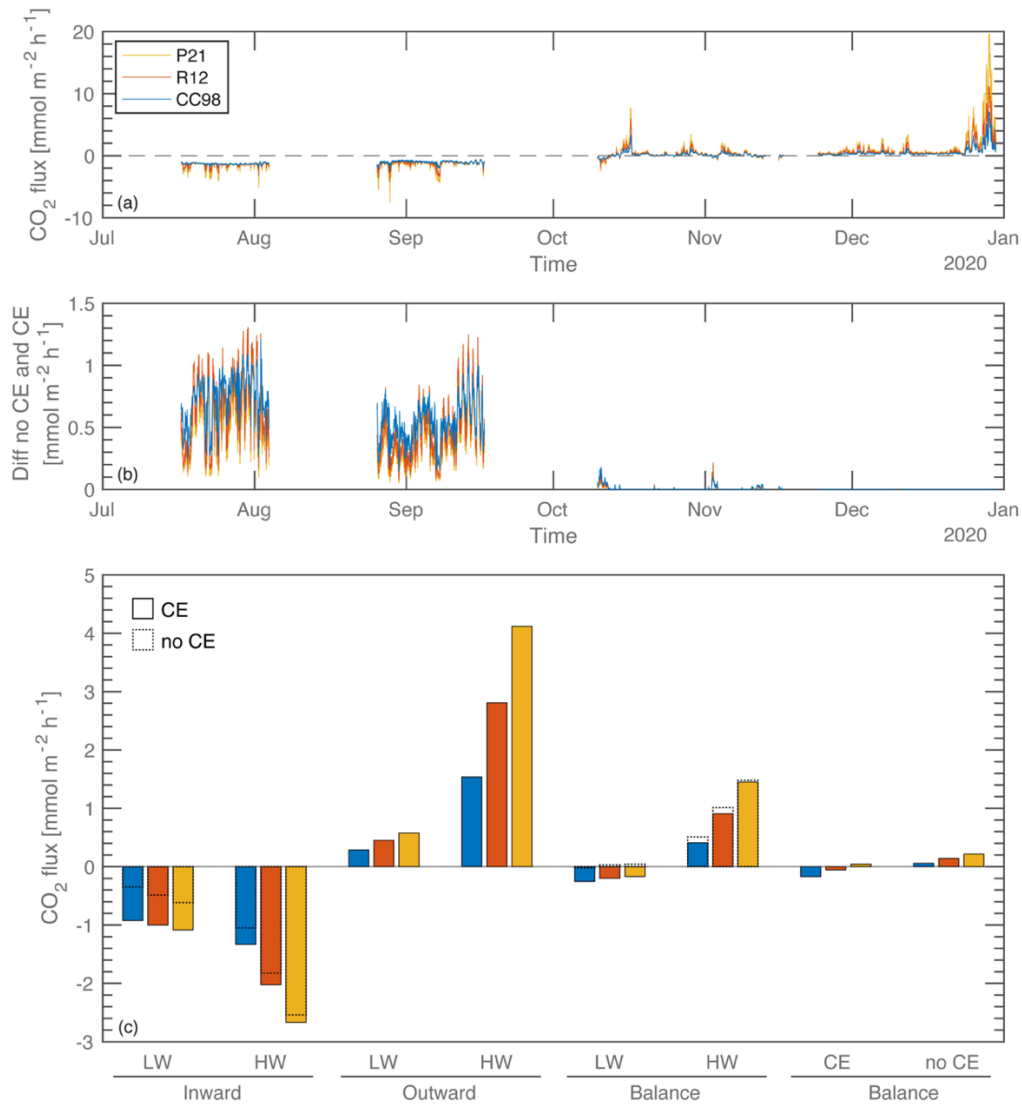 20
10
0
-10
CO2 flux [mmol m-2 h-1]
P21
R12
CC98
(a)
Jul Aug Sep Oct Nov Dec Jan
Time
2020
1.5
1
0.5
0
Diff no CE and CE
[mmol m-2 h-1]
(b)
Jul Aug Sep Oct Nov Dec Jan
Time
2020
5
4
3
2
1
0
-1
-2
-3
CO2 flux [mmol m-2 h-1]
CE
no CE
(c)
LW HW LW HW LW HW CE no CE
Inward Outward Balance Balance